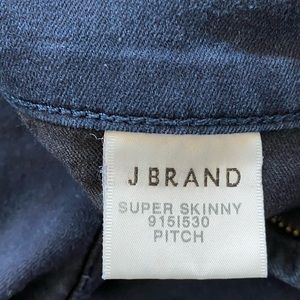 J BRAND
SUPER SKINNY
915I530
PITCH